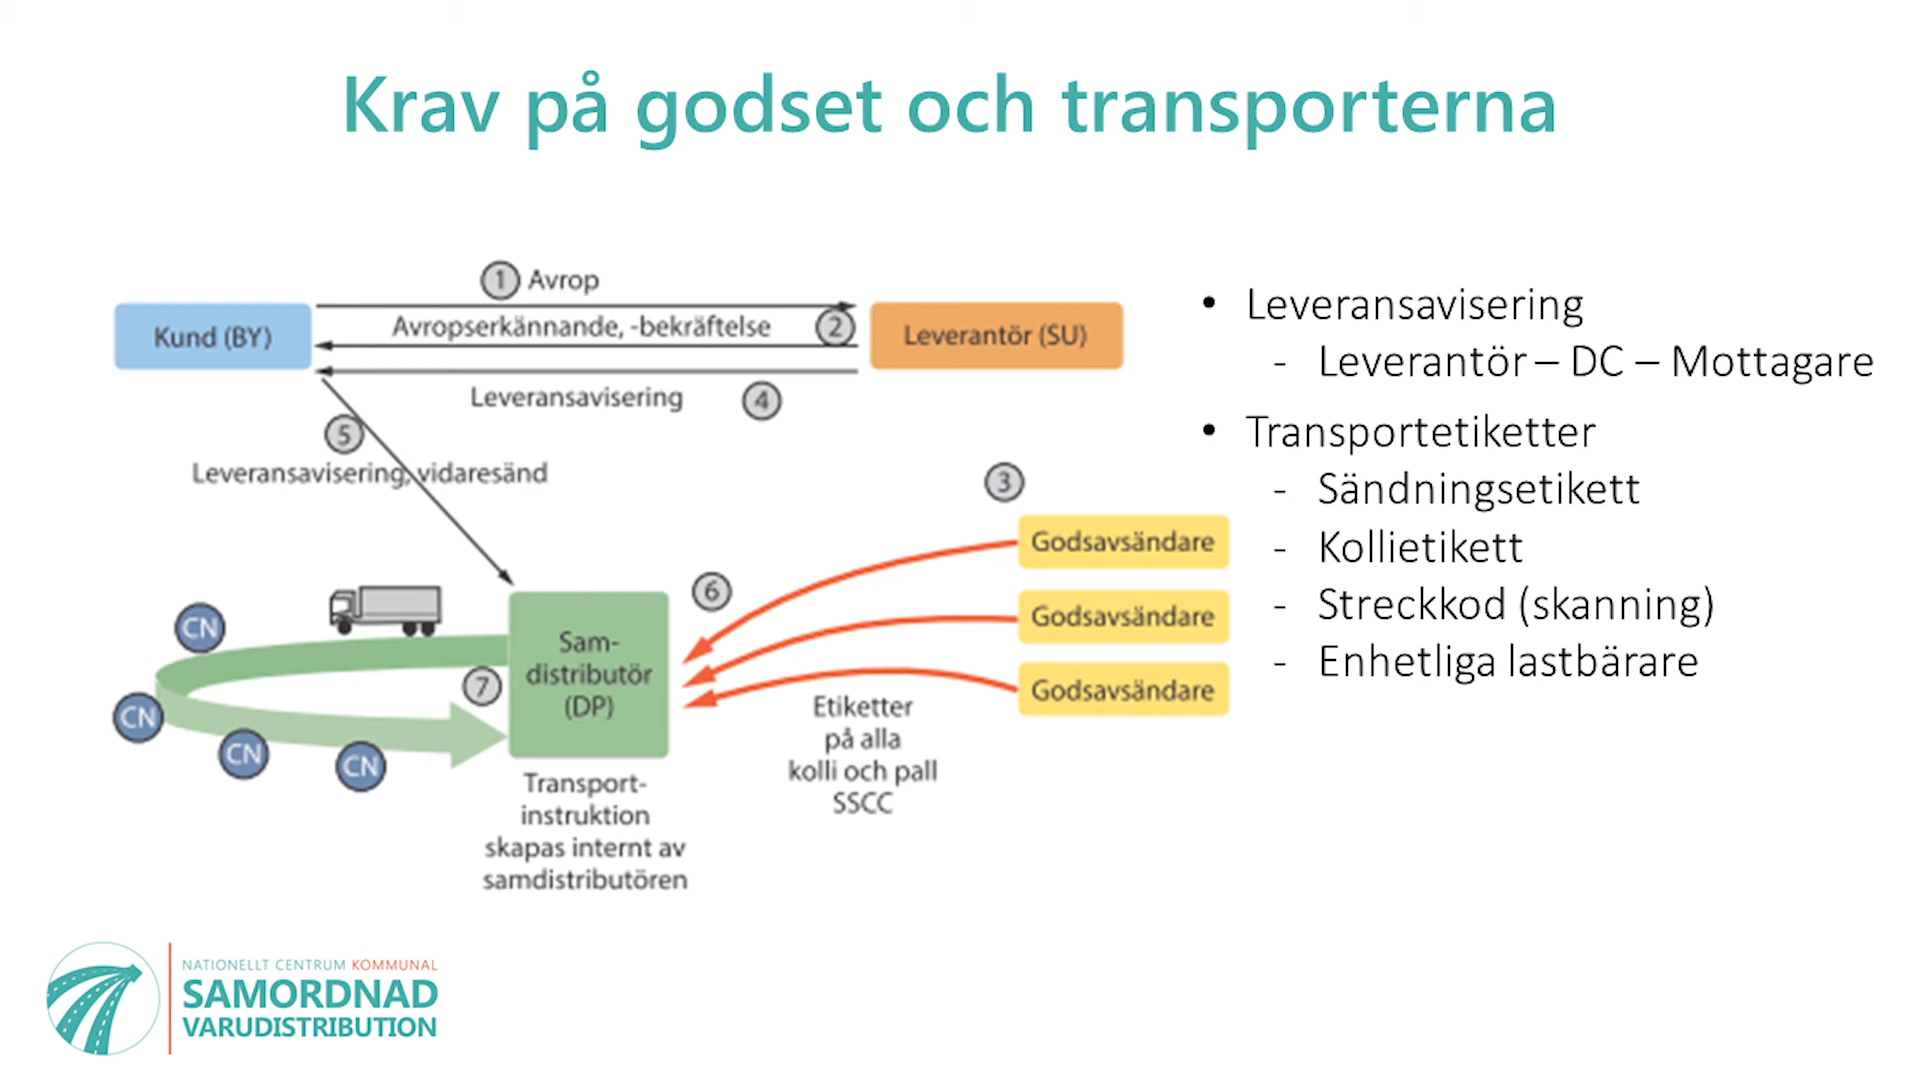 Krav på godset och transporterna
1 Avrop
Kund (BY)
Avropserkännande, -bekräftelse
2
Leverantör (SU)
Leveransavisering
4
5
Leveransavisering, vidaresänd
3
Godsavsändare
Godsavsändare
Godsavsändare
6
CN
CN
CN
CN
7
Sam-
distributör
(DP)
Etiketter
på alla
kolli och pall
SSCC
Transport-
instruktion
skapas internt av
samdistributören
• Leveransavisering
- Leverantör – DC – Mottagare
• Transportetiketter
- Sändningsetikett
- Kollietikett
- Streckkod (skanning)
- Enhetliga lastbärare
NATIONELLT CENTRUM KOMMUNAL
SAMORDNAD
VARUDISTRIBUTION